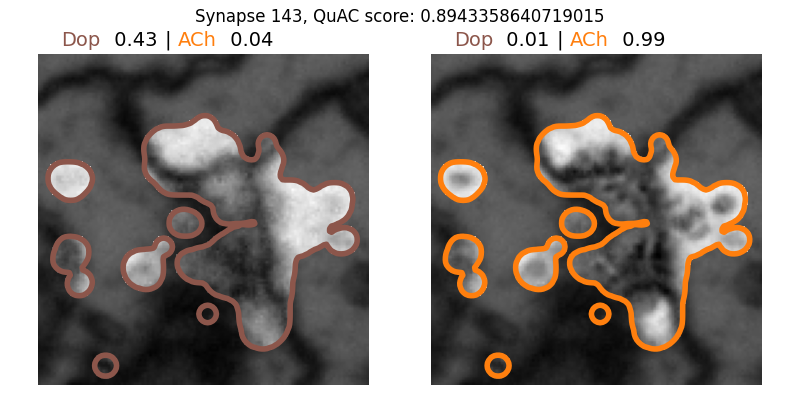 Synapse 143, QuAC score: 0.8943358640719015
Dop 0.43 | ACh 0.04
Dop 0.01 | ACh 0.99